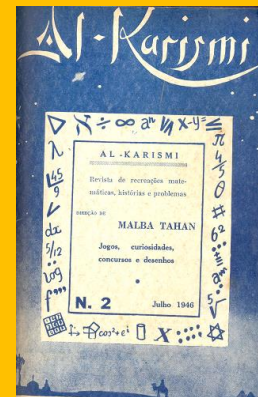 Al-Karismi
AL-KARISMI
Revista de recreações mate-
máticas, histórias e problemas
DIREÇÃO DE
MALBA TAHAN
Jogos, curiosidades,
concursos e desenhos
N. 2
Julho 1946